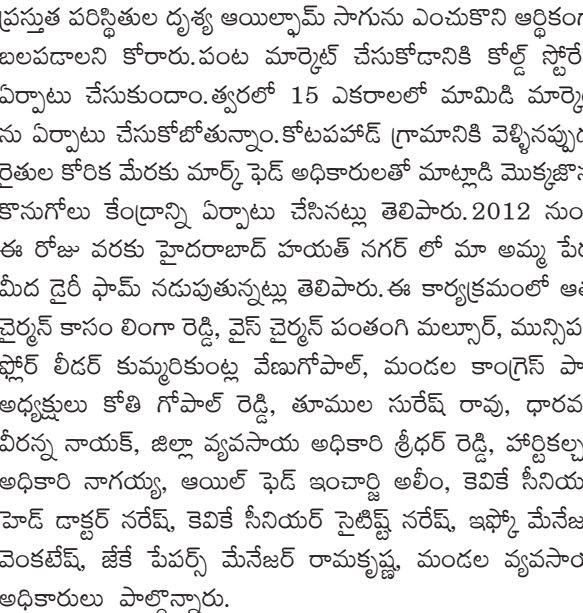 ప్రస్తుత పరిస్థితుల దృశ్య ఆయిల్ఫామ్ సాగును ఎంచుకొని ఆర్థికంగ
బలపడాలని కోరారు.పంట మార్కెట్ చేసుకోడానికి కోల్డ్ స్టోరే
ఏర్పాటు చేసుకుందాం.త్వరలో 15 ఎకరాలలో మామిడి మార్కె
ను ఏర్పాటు చేసుకోబోతున్నాం.కోటపహాడ్ గ్రామానికి వెళ్ళినప్పు
రైతుల కోరిక మేరకు మార్క్ ఫెడ్ అధికారులతో మాట్లాడి మొక్కజొ
కొనుగోలు కేంద్రాన్ని ఏర్పాటు చేసినట్లు తెలిపారు.2012 నుం
ఈ రోజు వరకు హైదరాబాద్ హయత్ నగర్ లో మా అమ్మ పే
మీద డైరీ ఫామ్ నడుపుతున్నట్లు తెలిపారు.ఈ కార్యక్రమంలో ఆ
చైర్మన్ కాసం లింగా రెడ్డి, వైస్ చైర్మన్ పంతంగి మల్సూర్, మున్సిప
ఫ్లోర్ లీడర్ కుమ్మరికుంట్ల వేణుగోపాల్, మండల కాంగ్రెస్ పా
అధ్యక్షులు కోతి గోపాల్ రెడ్డి, తూముల సురేష్ రావు, ధారవ
వీరన్న నాయక్, జిల్లా వ్యవసాయ అధికారి శ్రీధర్ రెడ్డి, హార్టికల్చ
అధికారి నాగయ్య, ఆయిల్ ఫెడ్ ఇంచార్జి అలీం, కెవికే సీనియ
హెడ్ డాక్టర్ నరేష్, కెవికే సీనియర్ సైటిష్ట్ నరేష్, ఇఫ్కో మేనేజ
వెంకటేష్, జేకే పేపర్స్ మేనేజర్ రామకృష్ణ, మండల వ్యవసాయ
అధికారులు పాల్గొన్నారు.